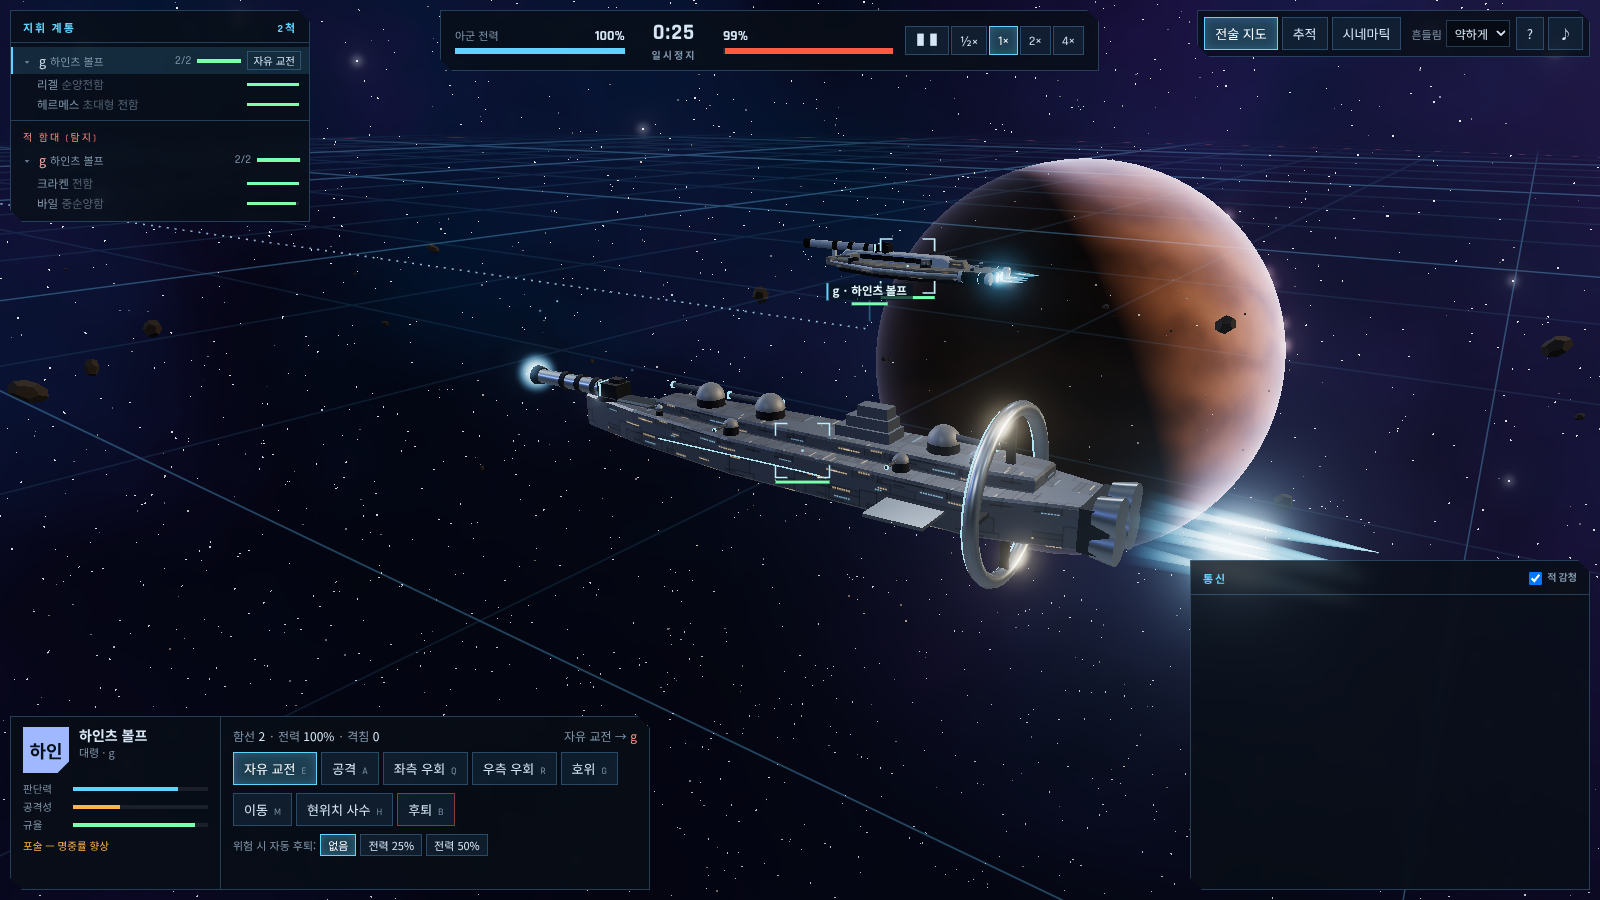 지휘 계통 2척
g 하인츠 볼프 2/2 자유 교전
리겔 순양전함
헤르메스 초대형 전함
적 함대 (탐지)
g 하인츠 볼프 2/2
크라켄 전함
바일 중순양함
아군 전력 100% 0:25 99%
일시정지
½× 1× 2× 4×
전술 지도 추적 시네마틱 흔들림 약하게 ? ♪
g · 하인츠 볼프
통신 적 감청
하인 하인츠 볼프
대령 · g
판단력
공격성
규율
포술 — 명중률 향상
함선 2 · 전력 100% · 격침 0 자유 교전 → g
자유 교전 E 공격 A 좌측 우회 Q 우측 우회 R 호위 G
이동 M 현위치 사수 H 후퇴 B
위험 시 자동 후퇴: 없음 전력 25% 전력 50%